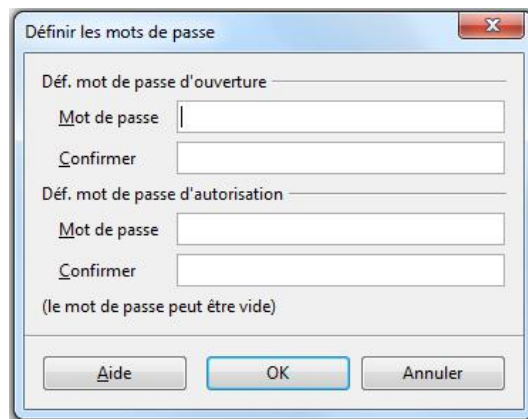 Définir les mots de passe
Déf. mot de passe d'ouverture
Mot de passe
Confirmer
Déf. mot de passe d'autorisation
Mot de passe
Confirmer
(le mot de passe peut être vide)
Aide OK Annuler